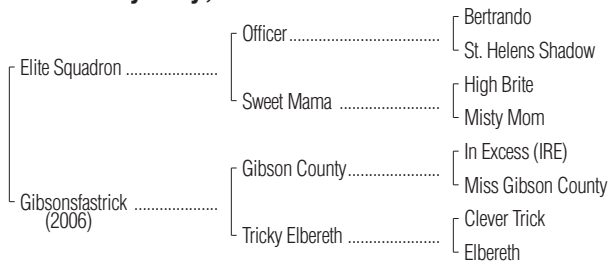 Bertrando
Officer
St. Helens Shadow
Elite Squadron
High Brite
Sweet Mama
Misty Mom
In Excess (IRE)
Gibson County
Miss Gibson County
Gibsonsfastrick
(2006)
Clever Trick
Tricky Elbereth
Elbereth